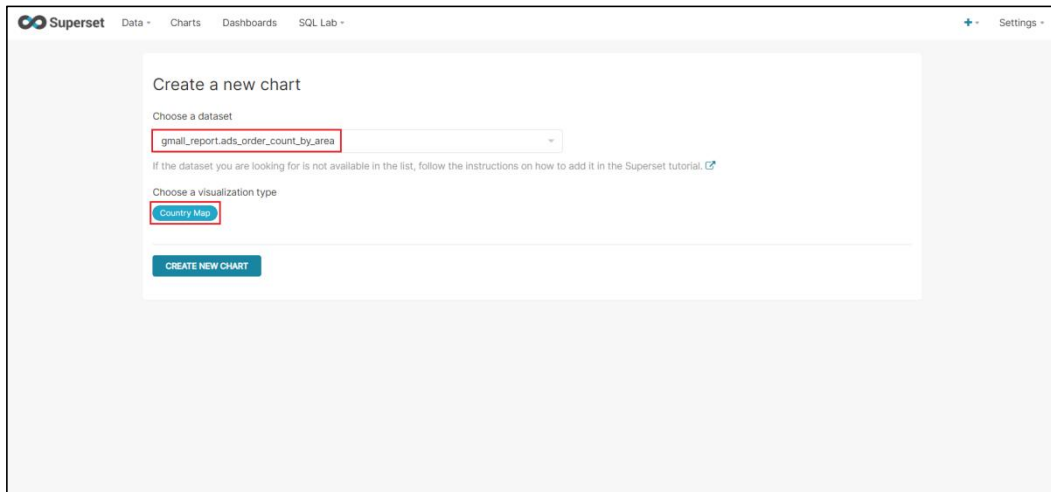 Superset Data Charts Dashboards SQL Lab + Settings
Create a new chart
Choose a dataset
gmall_report.ads_order_count_by_area
If the dataset you are looking for is not available in the list, follow the instructions on how to add it in the Superset tutorial.
Choose a visualization type
Country Map
CREATE NEW CHART